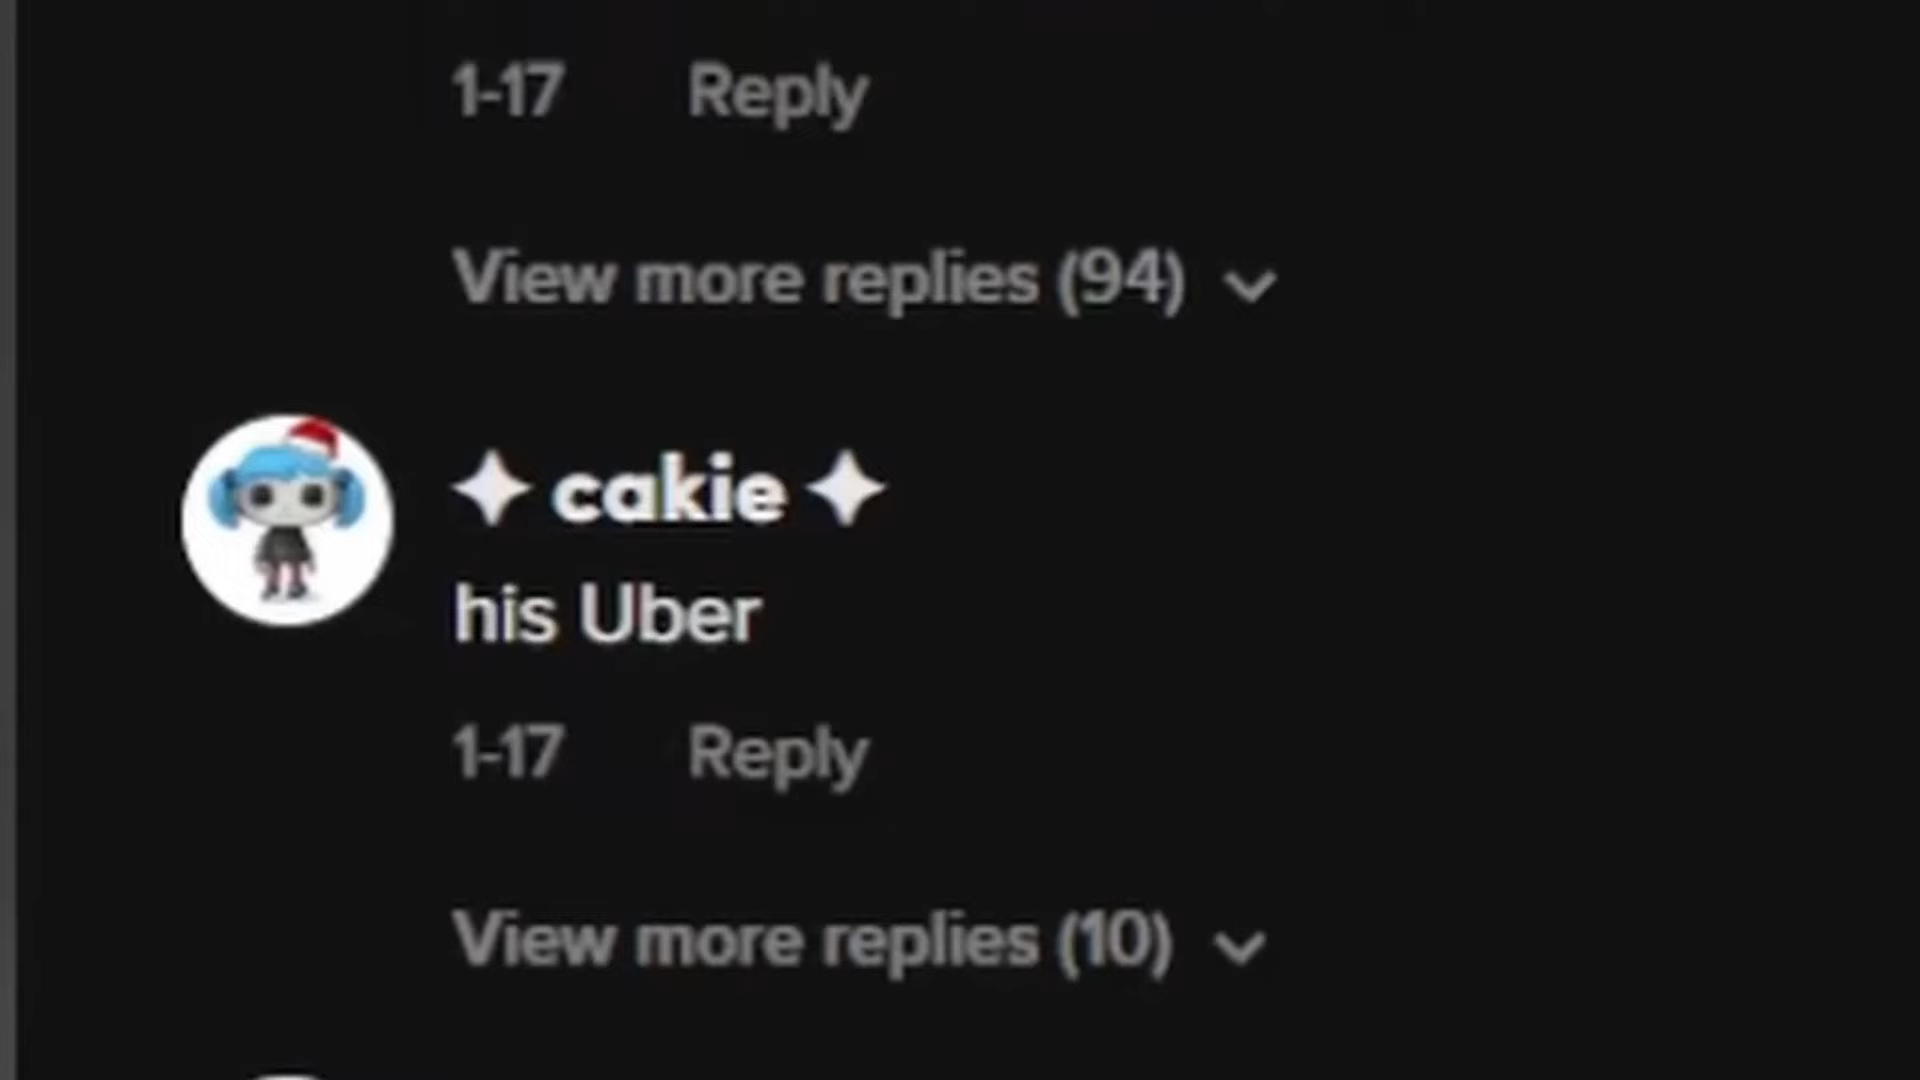 1-17 Reply
View more replies (94)
✦ cakie ✦
his Uber
1-17 Reply
View more replies (10)